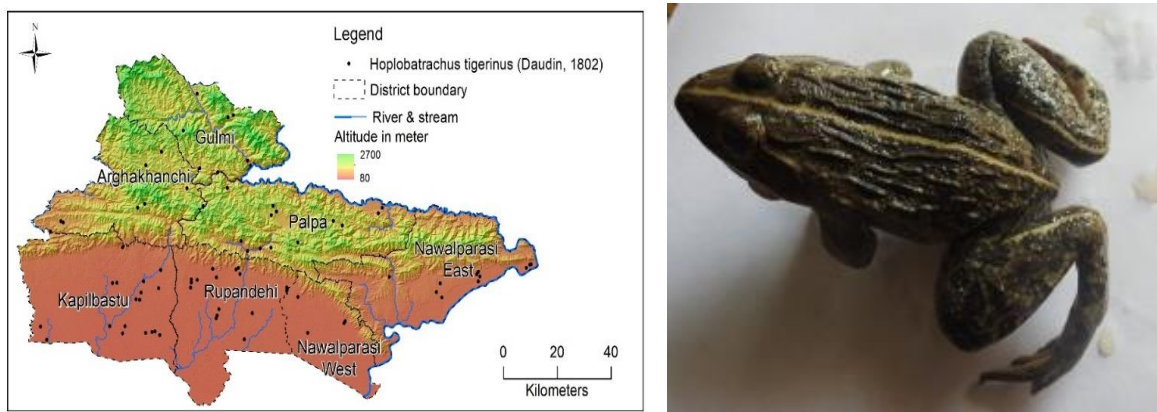 N
Legend
Hoplobatrachus tigerinus (Daudin, 1802)
District boundary
River & stream
Altitude in meter
2700
80
Gulmi
Arghakhanchi
Palpa
Nawalparasi
East
Kapilbastu
Rupandehi
Nawalparasi
West
0 20 40
Kilometers